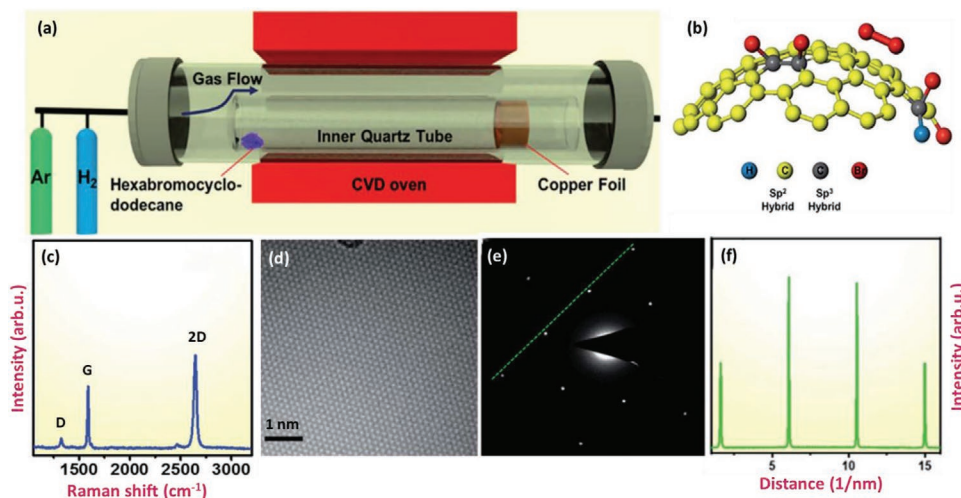 (a)
Gas Flow
Inner Quartz Tube
Ar
H2
Hexabromocyclo-
dodecane
CVD oven
Copper Foil
(b)
H
C
C
Br
Sp2
Hybrid
Sp3
Hybrid
(c)
Intensity (arb.u.)
D
G
2D
1000
1500
2000
2500
3000
Raman shift (cm-1)
(d)
1 nm
(e)
(f)
Intensity (arb.u.)
5
10
15
Distance (1/nm)